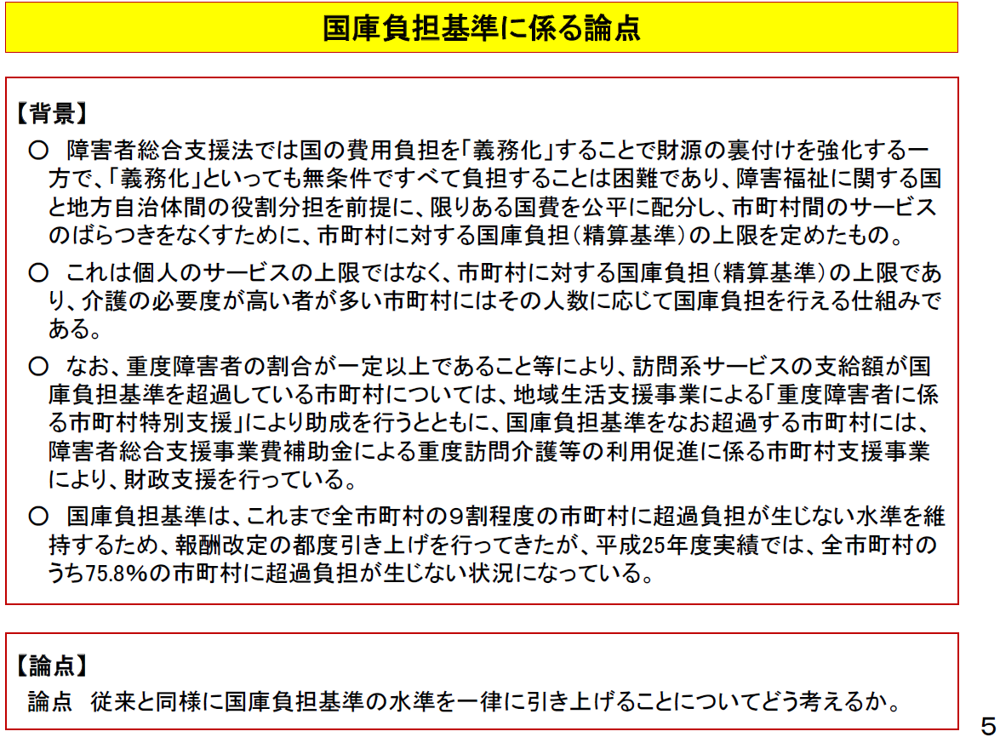 国庫負担基準に係る論点
【背景】
○ 障害者総合支援法では国の費用負担を「義務化」することで財源の裏付けを強化する一
方で、「義務化」といっても無条件ですべて負担することは困難であり、障害福祉に関する国
と地方自治体間の役割分担を前提に、限りある国費を公平に配分し、市町村間のサービス
のばらつきをなくすために、市町村に対する国庫負担(精算基準)の上限を定めたもの。
○ これは個人のサービスの上限ではなく、市町村に対する国庫負担(精算基準)の上限であ
り、介護の必要度が高い者が多い市町村にはその人数に応じて国庫負担を行える仕組みで
ある。
○ なお、重度障害者の割合が一定以上であること等により、訪問系サービスの支給額が国
庫負担基準を超過している市町村については、地域生活支援事業による「重度障害者に係
る市町村特別支援」により助成を行うとともに、国庫負担基準をなお超過する市町村には、
障害者総合支援事業費補助金による重度訪問介護等の利用促進に係る市町村支援事業
により、財政支援を行っている。
○ 国庫負担基準は、これまで全市町村の9割程度の市町村に超過負担が生じない水準を維
持するため、報酬改定の都度引き上げを行ってきたが、平成25年度実績では、全市町村の
うち75.8%の市町村に超過負担が生じない状況になっている。
【論点】
論点 従来と同様に国庫負担基準の水準を一律に引き上げることについてどう考えるか。
5